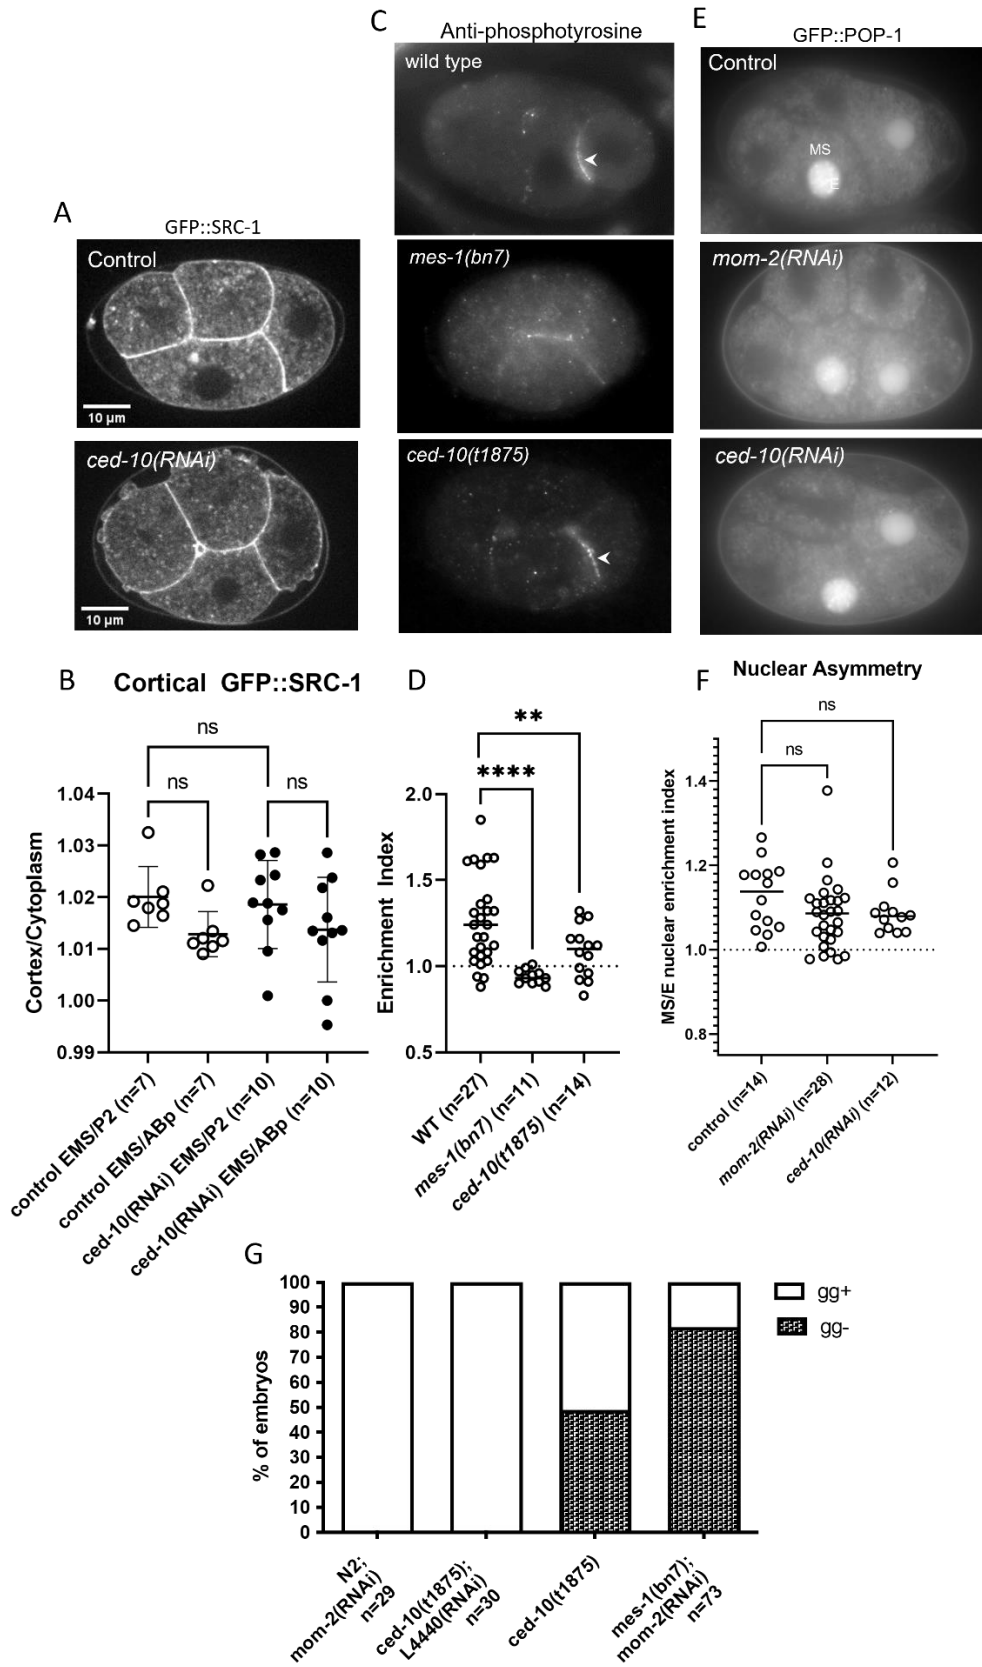 A
GFP::SRC-1
Control
10 µm
ced-10(RNAi)
10 µm
C
Anti-phosphotyrosine
wild type
mes-1(bn7)
ced-10(t1875)
E
GFP::POP-1
Control
MS
E
mom-2(RNAi)
ced-10(RNAi)
B
Cortical GFP::SRC-1
ns
ns
ns
1.04
1.03
1.02
1.01
1.00
0.99
Cortex/Cytoplasm
control EMS/P2 (n=7)
control EMS/ABp (n=7)
ced-10(RNAi) EMS/P2 (n=10)
ced-10(RNAi) EMS/ABp (n=10)
D
**
****
2.0
1.5
1.0
0.5
Enrichment Index
WT (n=27)
mes-1(bn7) (n=11)
ced-10(t1875) (n=14)
F
Nuclear Asymmetry
ns
ns
1.4
1.2
1.0
0.8
MS/E nuclear enrichment index
control (n=14)
mom-2(RNAi) (n=28)
ced-10(RNAi) (n=12)
G
100
90
80
70
60
50
40
30
20
10
0
% of embryos
gg+
gg-
N2;
mom-2(RNAi)
n=29
ced-10(t1875);
L4440(RNAi)
n=30
ced-10(t1875)
mes-1(bn7);
mom-2(RNAi)
n=73